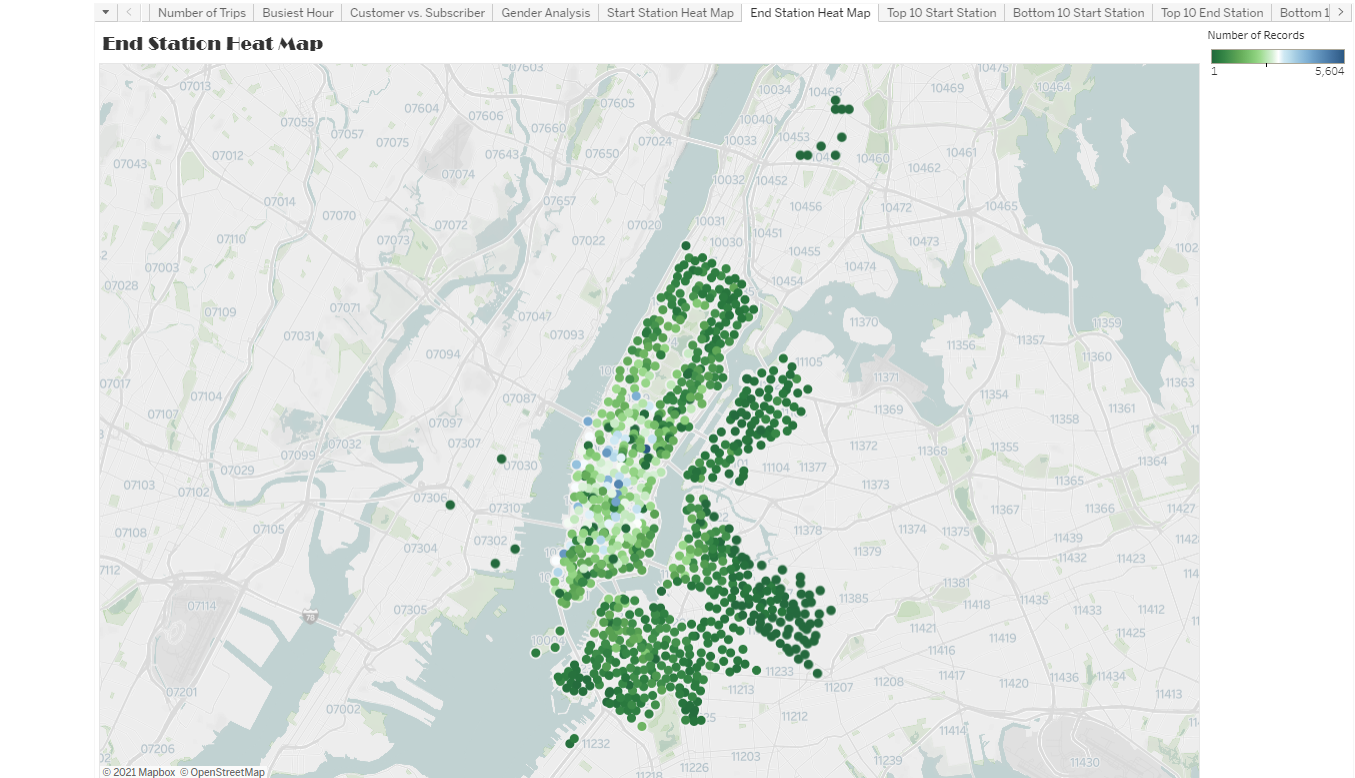 Number of Trips Busiest Hour Customer vs. Subscriber Gender Analysis Start Station Heat Map End Station Heat Map Top 10 Start Station Bottom 10 Start Station Top 10 End Station Bottom 1
End Station Heat Map
Number of Records
1 5,604
07603 10475
07013 10034 10468 10469 10464
07604 07605
07055 07606 10040
07057 07660 10453 10033
07075 07024
07043 07012 07643 07650 10460 10461
07074 10462
10032 10452
07014 07657 10456 10472 10465
07070 07072 07020 10031
07110 07073 07022 10030 10451 10455 10473 1102
07003 10474
07028 10454
07109 07071 07047 11370 11359
07031 07093 11356 11357
07094 11105 11360
07017 11371 11363
07104 07087 11354
07107 07097 11369 11358 11361
07032 07307 11372 11368 11355
07099 11364
07029 07030 11104 11377
07103 07102 07306 11373 11365
07310 11367 11366 11427
07108 07105 07302 11378 11374 11375
07304 11379 11439 11423
07112 11432
11381
07114 11385 11435
07305 11418 11433 11412
78
11421 11425
11419
11416
11233 11417 11436 11434
07201 11207 11208 11420
11213 11413
07002 11212
11414
07206 11232 11203
11239 11430
11226
11218
© 2021 Mapbox © OpenStreetMap